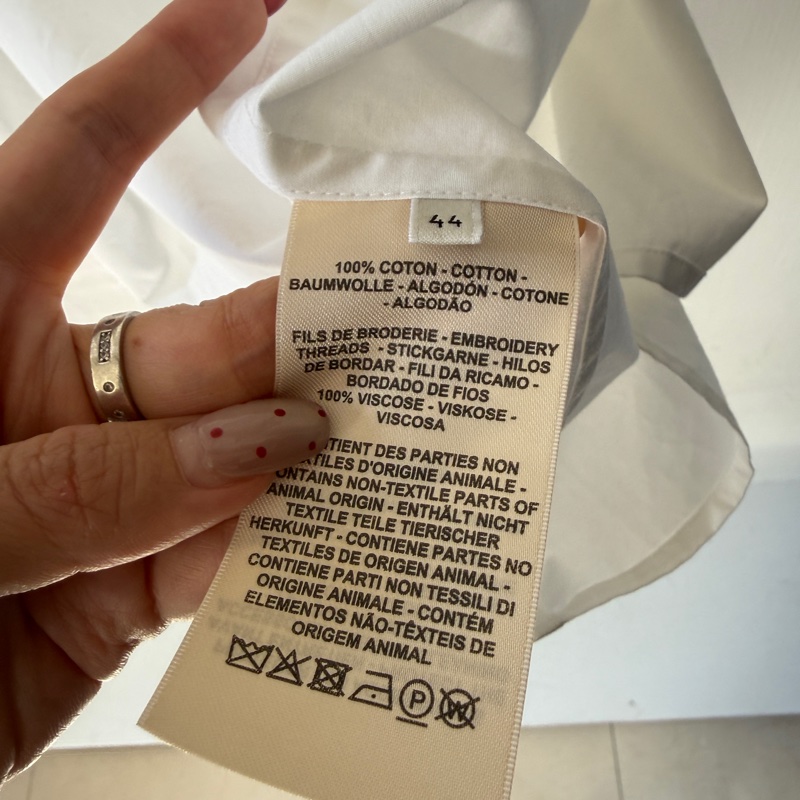 44
100% COTON - COTTON -
BAUMWOLLE - ALGODÓN - COTONE
- ALGODÃO
FILS DE BRODERIE - EMBROIDERY
THREADS - STICKGARNE - HILOS
DE BORDAR - FILI DA RICAMO -
BORDADO DE FIOS
100% VISCOSE - VISKOSE -
VISCOSA
DES PARTIES NON
D'ORIGINE ANIMALE -
NON-TEXTILE PARTS OF
ANIMAL ORIGIN - ENTHÄLT NICHT
TEXTILE TEILE TIERISCHER
HERKUNFT - CONTIENE PARTES NO
TEXTILES DE ORIGEN ANIMAL -
CONTIENE PARTI NON TESSILI DI
ORIGINE ANIMALE - CONTÉM
ELEMENTOS NÃO-TÊXTEIS DE
ORIGEM ANIMAL
P W